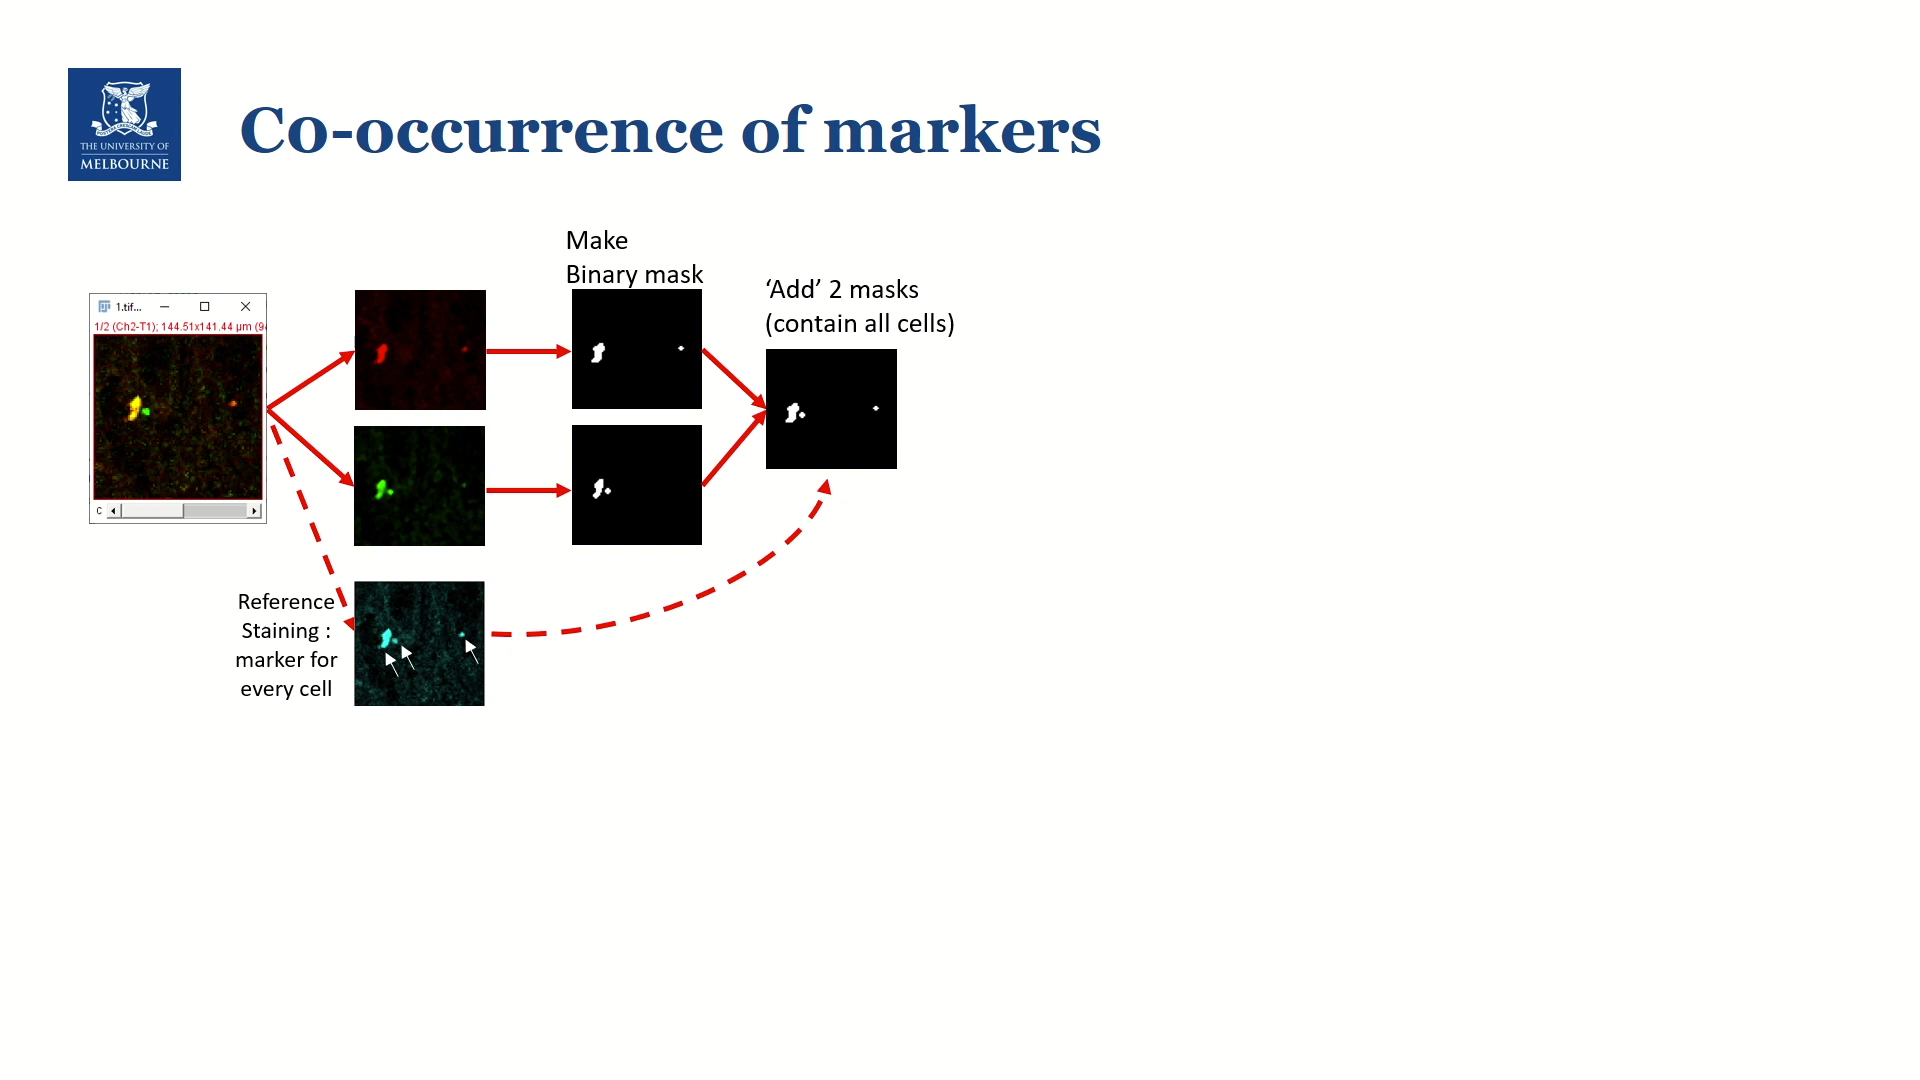 THE UNIVERSITY OF
MELBOURNE
Co-occurrence of markers
Make
Binary mask
‘Add’ 2 masks
(contain all cells)
1.tif...
1/2 (Ch2-T1); 144.51x141.44 µm (94
c
Reference
Staining :
marker for
every cell